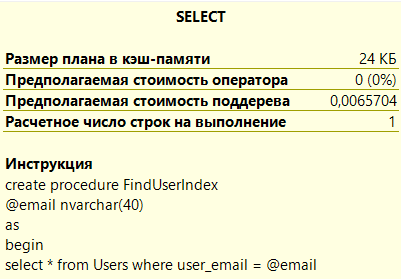 SELECT
Размер плана в кэш-памяти 24 КБ
Предполагаемая стоимость оператора 0 (0%)
Предполагаемая стоимость поддерева 0,0065704
Расчетное число строк на выполнение 1
Инструкция
create procedure FindUserIndex
@email nvarchar(40)
as
begin
select * from Users where user_email = @email